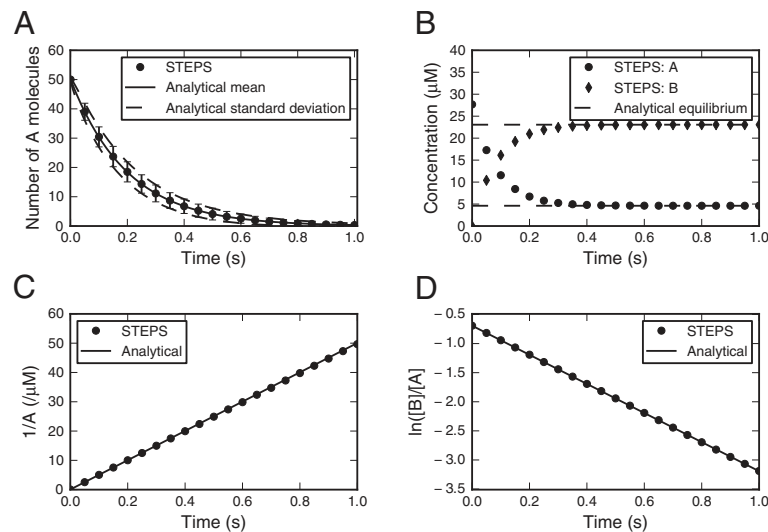 A
Number of A molecules
60
50
40
30
20
10
0
STEPS
Analytical mean
Analytical standard deviation
0.0 0.2 0.4 0.6 0.8 1.0
Time (s)
B
Concentration (μM)
40
35
30
25
20
15
10
5
0
STEPS: A
STEPS: B
Analytical equilibrium
0.0 0.2 0.4 0.6 0.8 1.0
Time (s)
C
1/A (/μM)
60
50
40
30
20
10
0
STEPS
Analytical
0.0 0.2 0.4 0.6 0.8 1.0
Time (s)
D
ln([B]/[A]
− 0.5
− 1.0
− 1.5
− 2.0
− 2.5
− 3.0
− 3.5
STEPS
Analytical
0.0 0.2 0.4 0.6 0.8 1.0
Time (s)